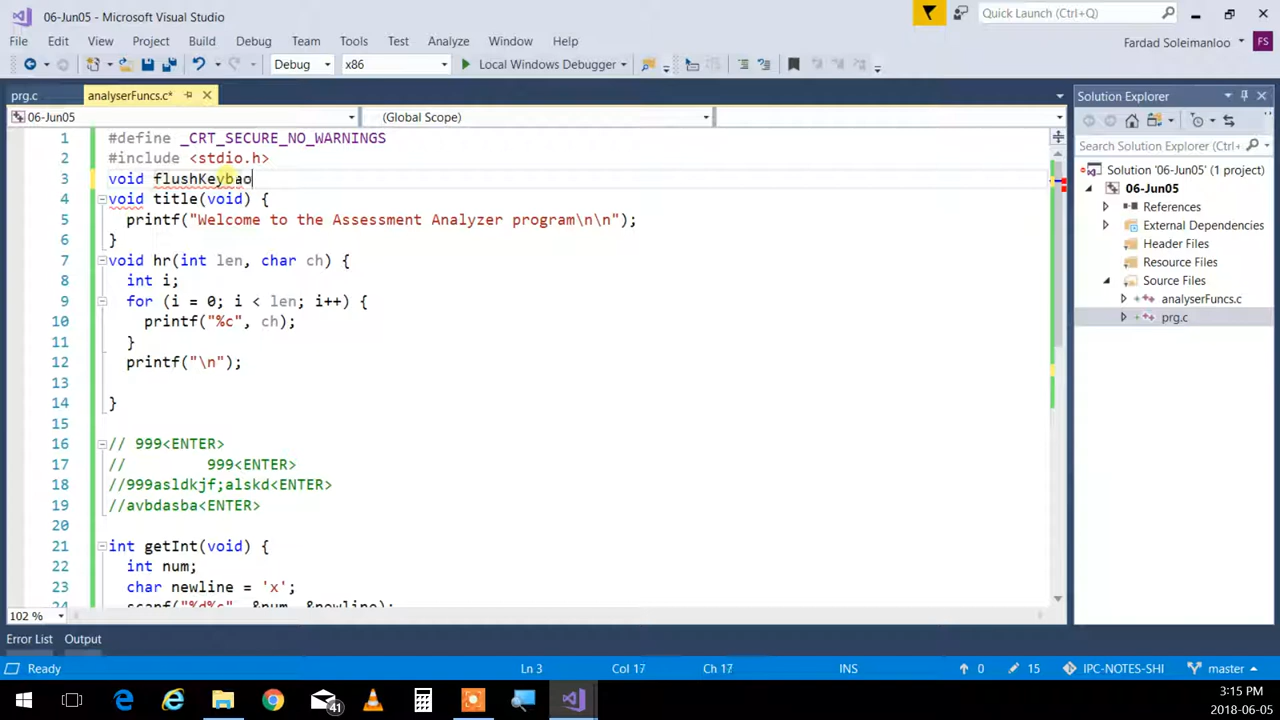 06-Jun05 - Microsoft Visual Studio
Quick Launch (Ctrl+Q)
File Edit View Project Build Debug Team Tools Test Analyze Window Help
Fardad Soleimanloo FS
Debug x86 Local Windows Debugger
prg.c analyserFuncs.c*
06-Jun05 (Global Scope)
1 #define _CRT_SECURE_NO_WARNINGS
2 #include <stdio.h>
3 void flushKeybao
4 void title(void) {
5 printf("Welcome to the Assessment Analyzer program\n\n");
6 }
7 void hr(int len, char ch) {
8 int i;
9 for (i = 0; i < len; i++) {
10 printf("%c", ch);
11 }
12 printf("\n");
13
14 }
15
16 // 999<ENTER>
17 // 999<ENTER>
18 //999asldkjf;alskd<ENTER>
19 //avbdasba<ENTER>
20
21 int getInt(void) {
22 int num;
23 char newline = 'x';
24 scanf("%d%c", &num, &newline);
102 %
Solution Explorer
Search Solution Explorer (Ctrl+;)
Solution '06-Jun05' (1 project)
06-Jun05
References
External Dependencies
Header Files
Resource Files
Source Files
analyserFuncs.c
prg.c
Error List Output
Ready Ln 3 Col 17 Ch 17 INS 0 15 IPC-NOTES-SHI master
41
3:15 PM
2018-06-05